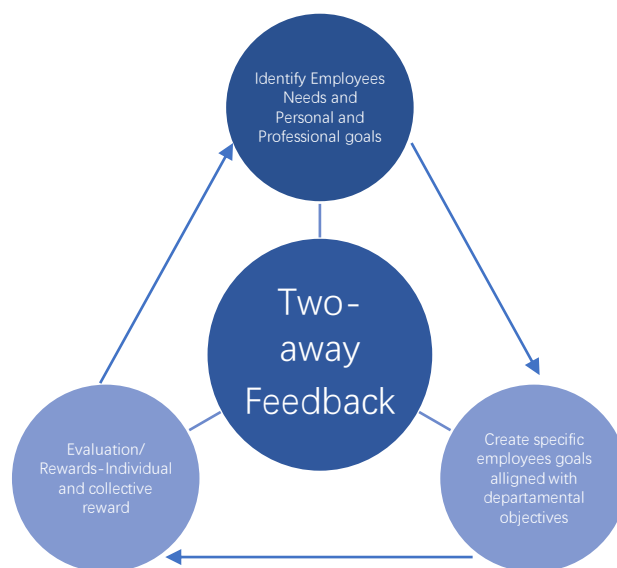 Identify Employees
Needs and
Personal and
Professional goals
Two-
away
Feedback
Evaluation/
Rewards-Individual
and collective
reward
Create specific
employees goals
alligned with
departamental
objectives